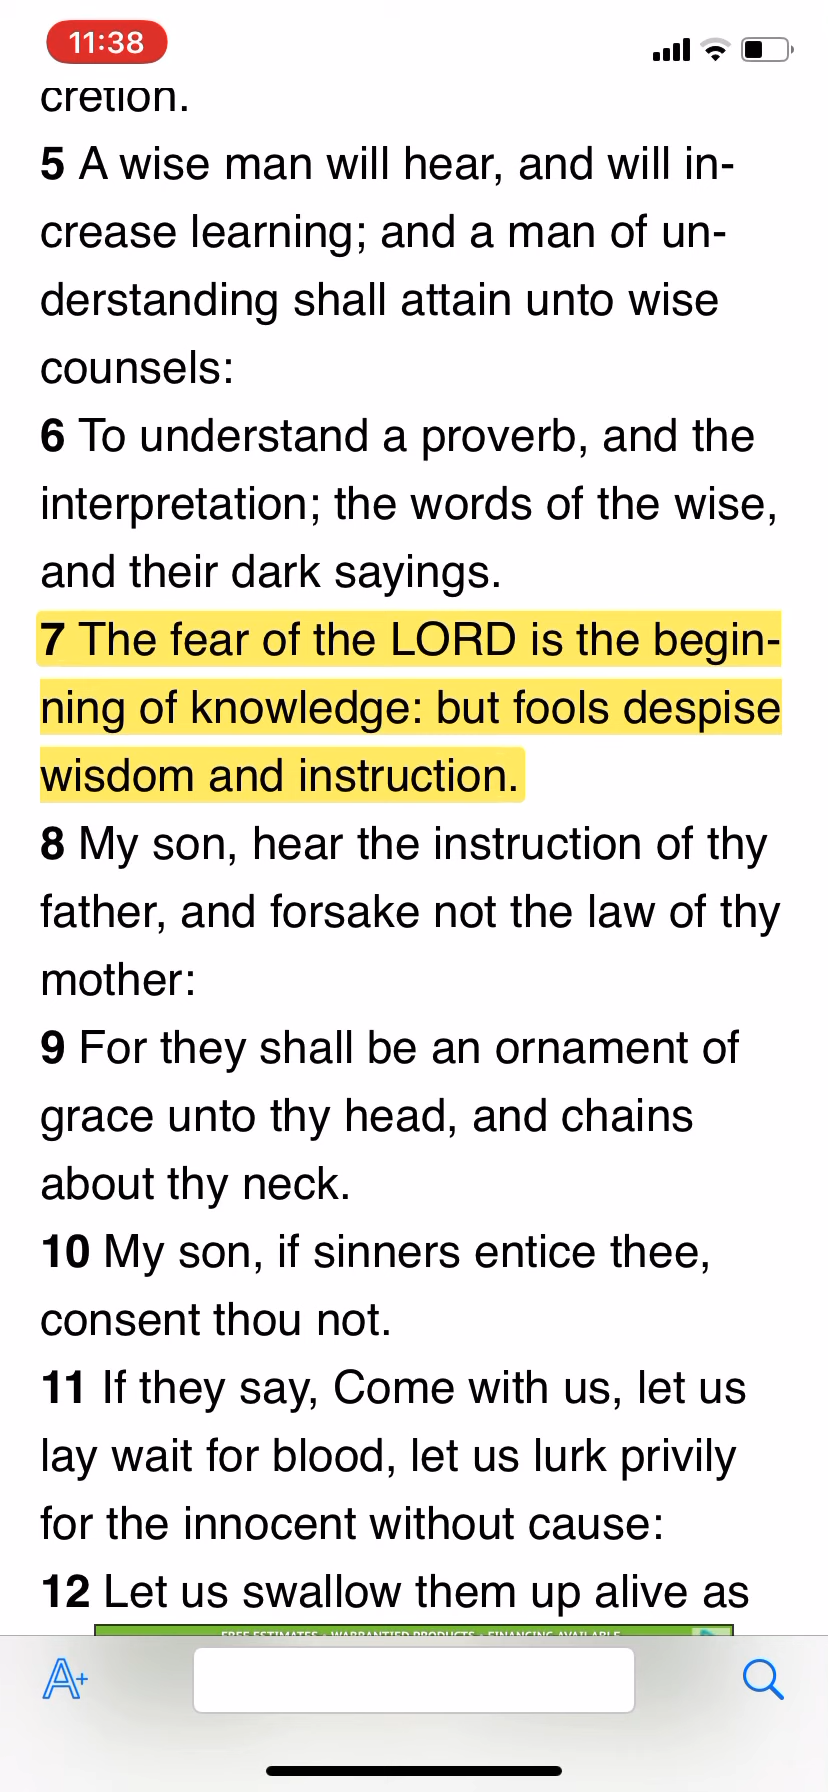 11:38
cretion.
5 A wise man will hear, and will in-
crease learning; and a man of un-
derstanding shall attain unto wise
counsels:
6 To understand a proverb, and the
interpretation; the words of the wise,
and their dark sayings.
7 The fear of the LORD is the begin-
ning of knowledge: but fools despise
wisdom and instruction.
8 My son, hear the instruction of thy
father, and forsake not the law of thy
mother:
9 For they shall be an ornament of
grace unto thy head, and chains
about thy neck.
10 My son, if sinners entice thee,
consent thou not.
11 If they say, Come with us, let us
lay wait for blood, let us lurk privily
for the innocent without cause:
12 Let us swallow them up alive as
FREE ESTIMATES • WARRANTIED PRODUCTS • FINANCING AVAILABLE
A+